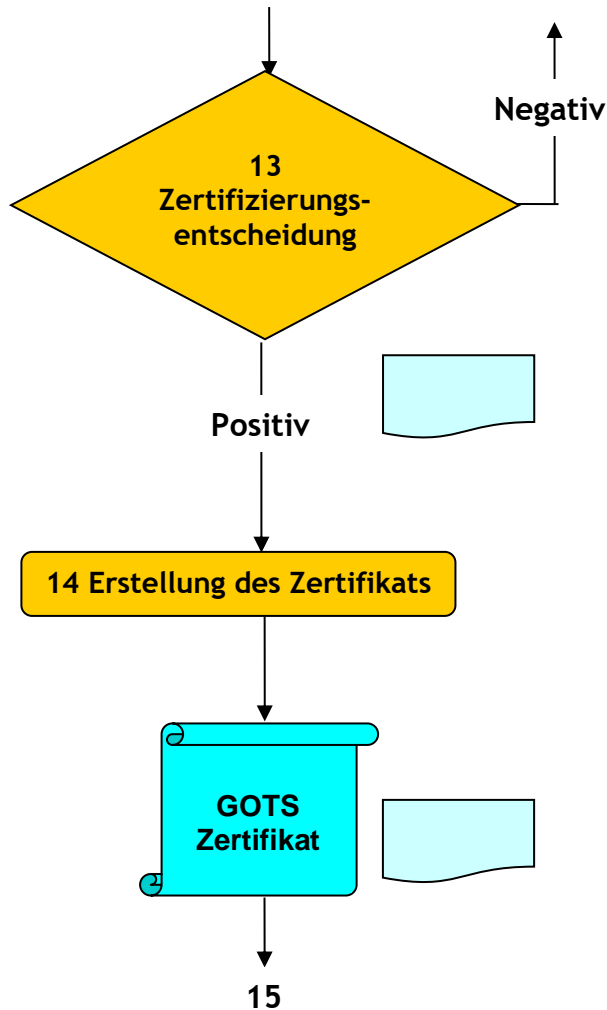 Negativ
13
Zertifizierungs-
entscheidung
Positiv
14 Erstellung des Zertifikats
GOTS
Zertifikat
15